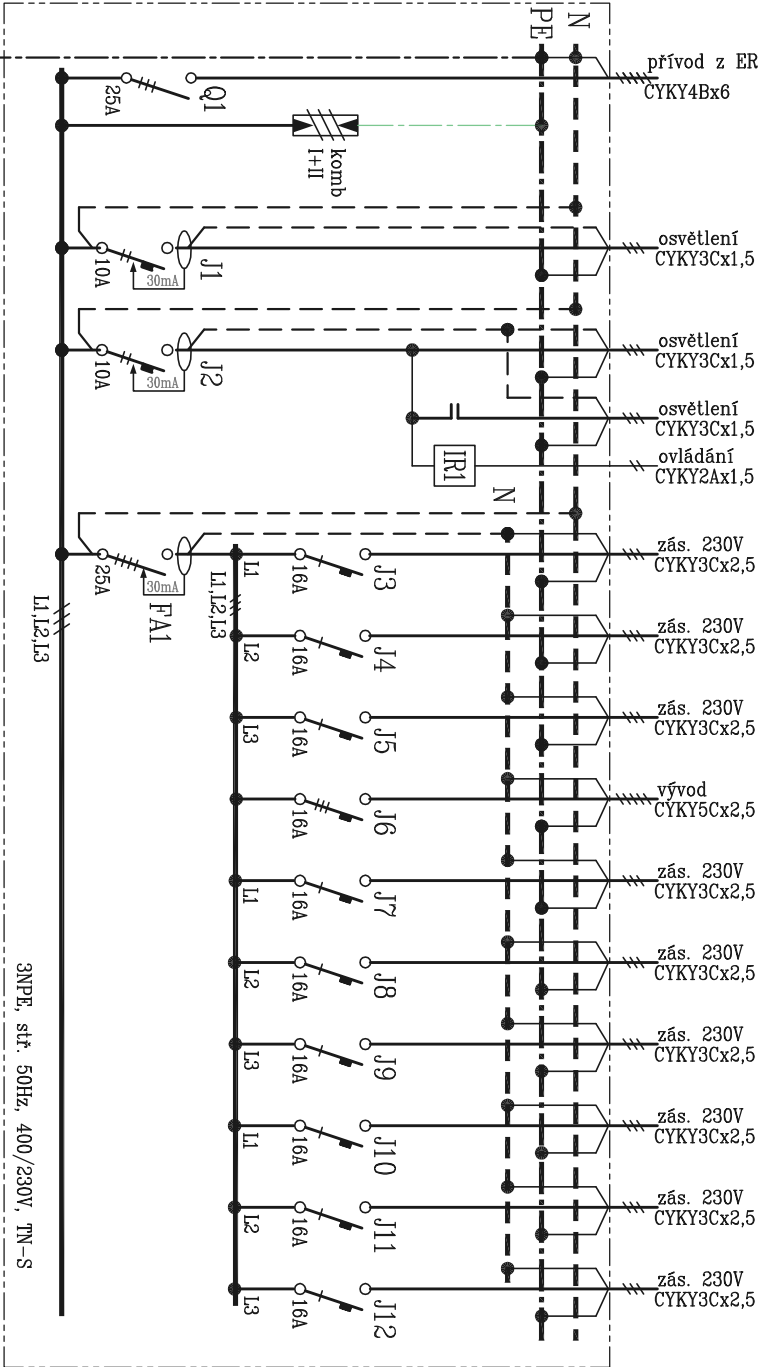 PE
N
přívod z ER
CYKY4Bx6
Q1
25A
komb
I+II
osvětlení
CYKY3Cx1,5
J1
10A
30mA
osvětlení
CYKY3Cx1,5
J2
10A
30mA
osvětlení
CYKY3Cx1,5
ovládání
CYKY2Ax1,5
IR1
N
zás. 230V
CYKY3Cx2,5
FA1
25A
30mA
L1,L2,L3
L1,L2,L3
L1
16A
J3
zás. 230V
CYKY3Cx2,5
L2
16A
J4
zás. 230V
CYKY3Cx2,5
L3
16A
J5
vývod
CYKY5Cx2,5
16A
J6
zás. 230V
CYKY3Cx2,5
L1
16A
J7
zás. 230V
CYKY3Cx2,5
L2
16A
J8
zás. 230V
CYKY3Cx2,5
L3
16A
J9
zás. 230V
CYKY3Cx2,5
L1
16A
J10
zás. 230V
CYKY3Cx2,5
L2
16A
J11
zás. 230V
CYKY3Cx2,5
L3
16A
J12
3NPE, stř. 50Hz, 400/230V, TN-S